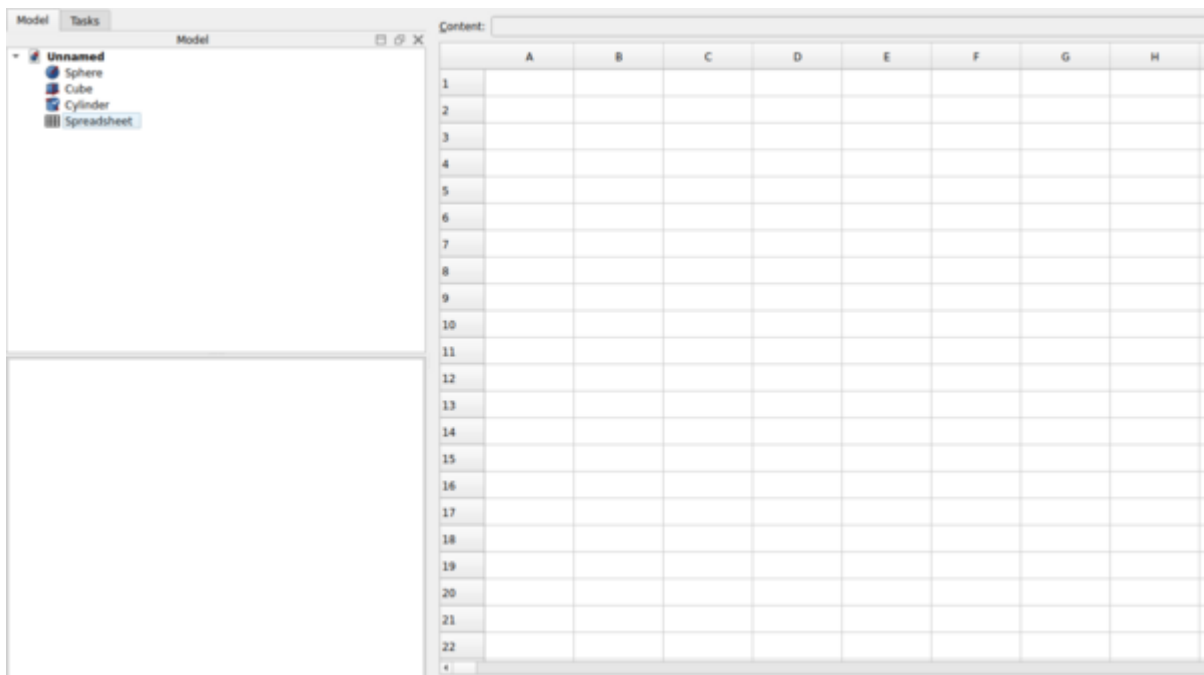 Model Tasks
Model
Unnamed
Sphere
Cube
Cylinder
Spreadsheet
Content:
A B C D E F G H
1
2
3
4
5
6
7
8
9
10
11
12
13
14
15
16
17
18
19
20
21
22